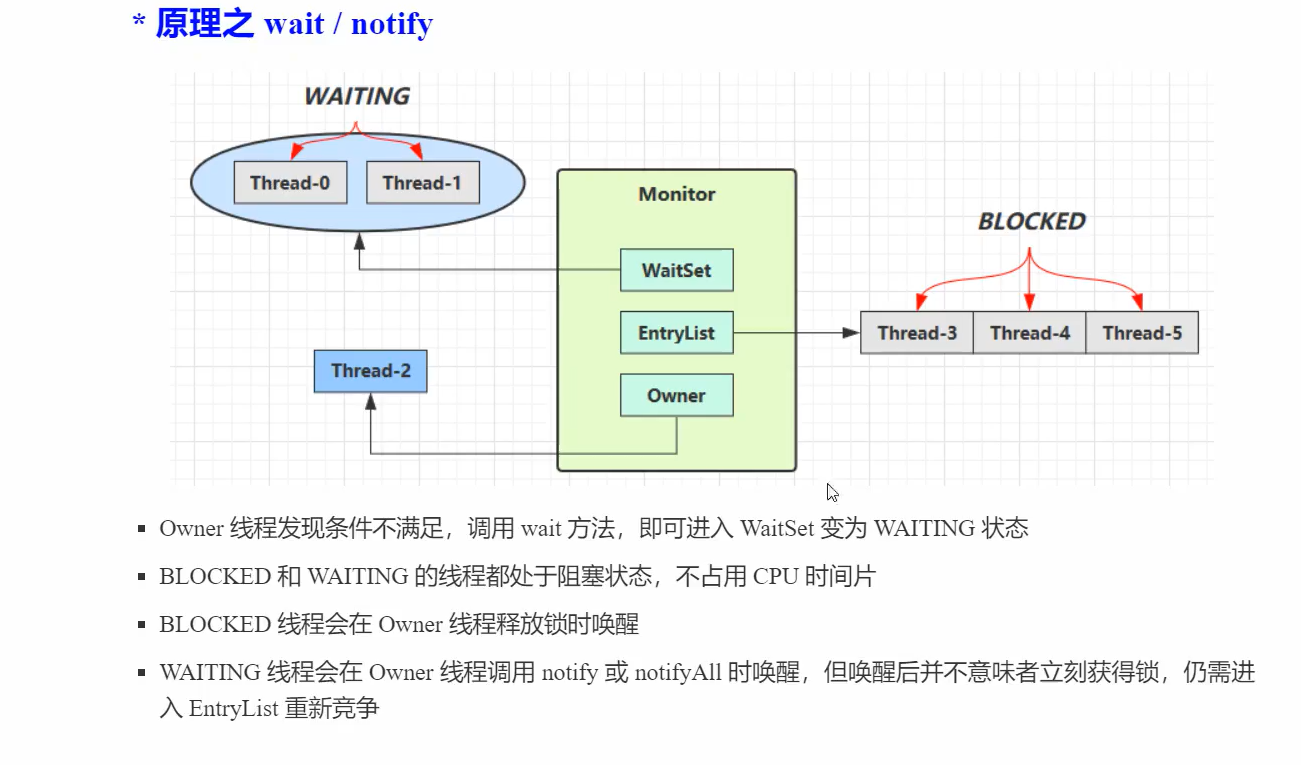 * 原理之 wait / notify
WAITING
Thread-0 Thread-1
Monitor
BLOCKED
WaitSet
EntryList
Thread-3 Thread-4 Thread-5
Thread-2
Owner
▪ Owner 线程发现条件不满足，调用 wait 方法，即可进入 WaitSet 变为 WAITING 状态
▪ BLOCKED 和 WAITING 的线程都处于阻塞状态，不占用 CPU 时间片
▪ BLOCKED 线程会在 Owner 线程释放锁时唤醒
▪ WAITING 线程会在 Owner 线程调用 notify 或 notifyAll 时唤醒，但唤醒后并不意味者立刻获得锁，仍需进
入 EntryList 重新竞争